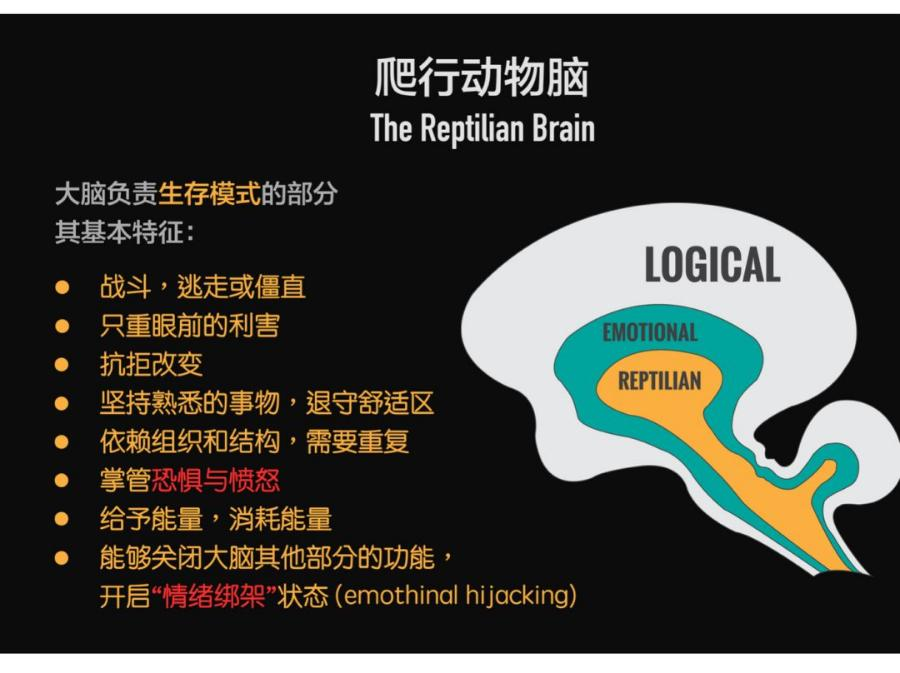 爬行动物脑
The Reptilian Brain
大脑负责生存模式的部分
其基本特征：
● 战斗，逃走或僵直
● 只重眼前的利害
● 抗拒改变
● 坚持熟悉的事物，退守舒适区
● 依赖组织和结构，需要重复
● 掌管恐惧与愤怒
● 给予能量，消耗能量
● 能够关闭大脑其他部分的功能，
开启“情绪绑架”状态 (emothinal hijacking)
LOGICAL
EMOTIONAL
REPTILIAN